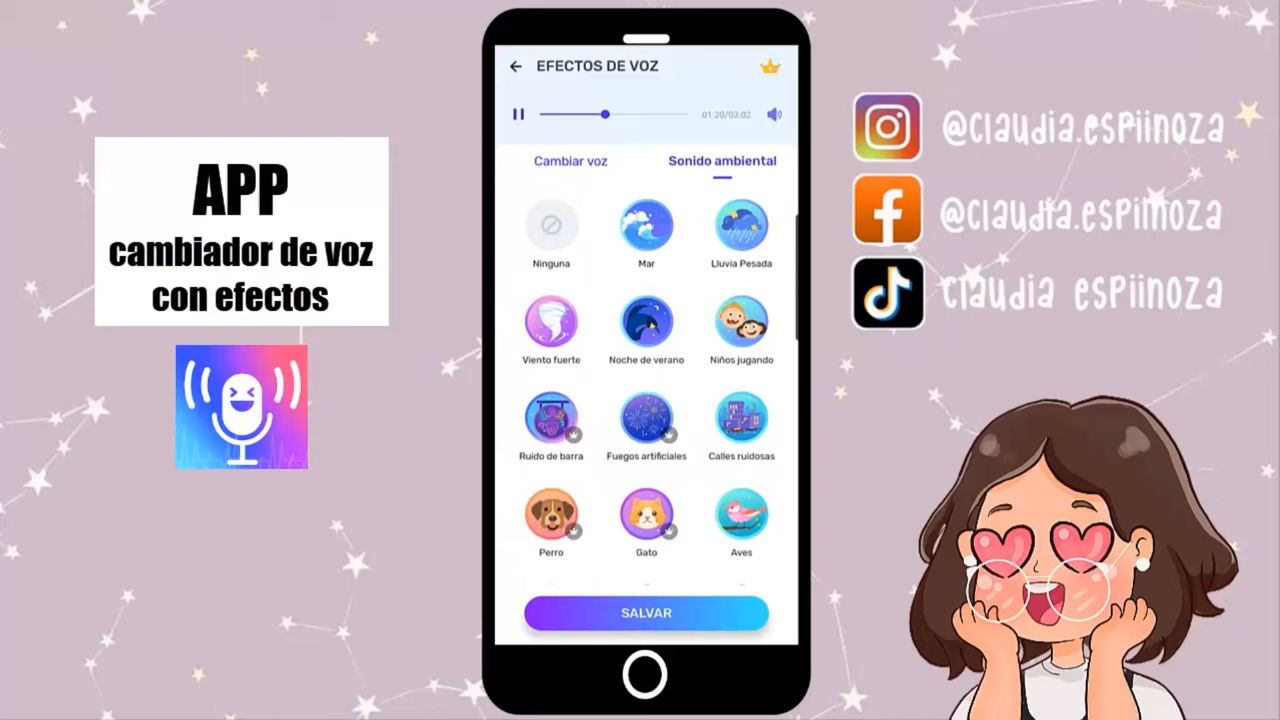 APP
cambiador de voz
con efectos
EFECTOS DE VOZ
01:20/03:02
Cambiar voz
Sonido ambiental
Ninguna
Mar
Lluvia Pesada
Viento fuerte
Noche de verano
Niños jugando
Ruido de barra
Fuegos artificiales
Calles ruidosas
Perro
Gato
Aves
SALVAR
@claudia.espiinoza
@claudia.espiinoza
claudia espiinoza